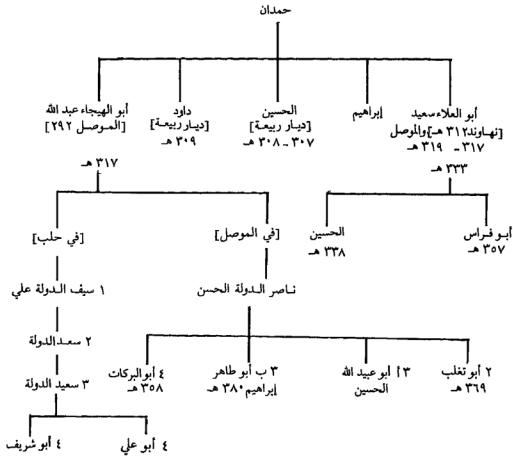 حمدان
أبو العلاء سعيد
[نهاوند ٣١٢ هـ] والموصل
٣١٧ ـ ٣١٩ هـ
٣٣٣ هـ
إبراهيم
الحسين
[ديار ربيعة]
٣٠٧ ـ ٣٠٨ هـ
داود
[ديار ربيعة]
٣٠٩ هـ
أبو الهيجاء عبد الله
[الموصل ٢٩٢]
٣١٧ هـ
أبو فراس
٣٥٧ هـ
الحسين
٣٣٨ هـ
[في الموصل]
ناصر الدولة الحسن
[في حلب]
١ سيف الدولة علي
٢ سعد الدولة
٣ سعيد الدولة
٢ أبو تغلب
٣٦٩ هـ
٣ أ أبو عبيد الله
الحسين
٣ ب أبو طاهر
إبراهيم ٣٨٠ هـ
٤ أبو البركات
٣٥٨ هـ
٤ أبو علي
٤ أبو شريف